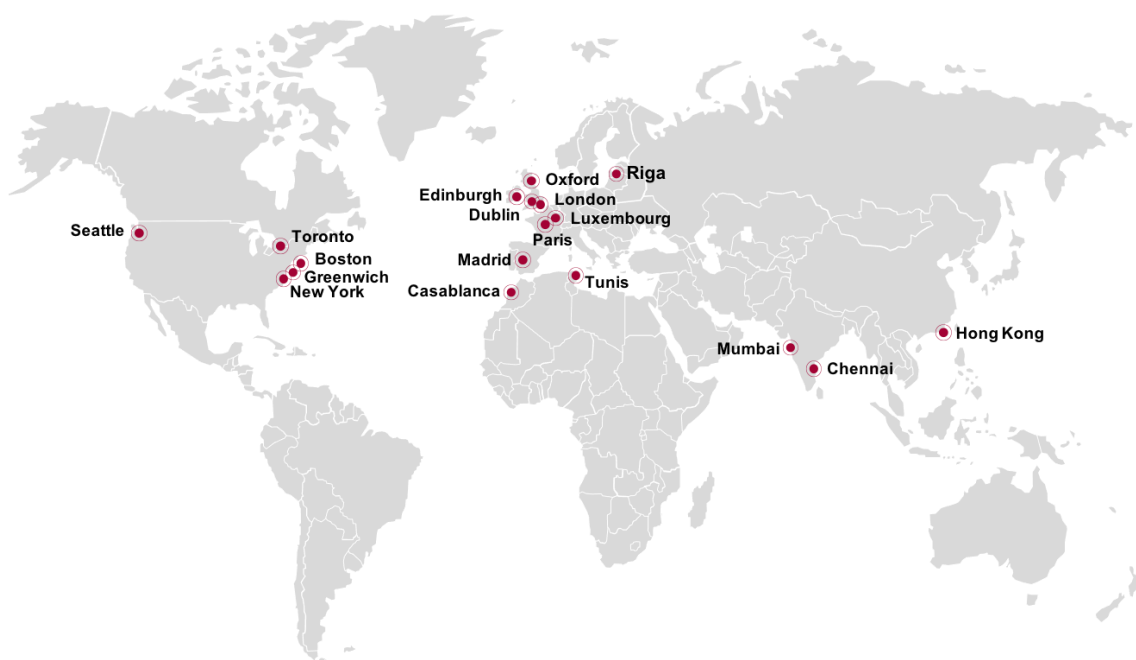 Riga
Oxford
Edinburgh
London
Dublin
Luxembourg
Seattle
Toronto
Paris
Boston
Madrid
Greenwich
Tunis
New York
Casablanca
Hong Kong
Mumbai
Chennai